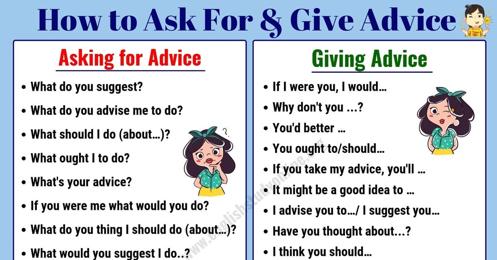 How to Ask For & Give Advice
Asking for Advice
What do you suggest?
What do you advise me to do?
What should I do (about...)?
What ought I to do?
What's your advice?
If you were me what would you do?
What do you thing I should do (about...)?
What would you suggest I do..?
?
Giving Advice
If I were you, I would...
Why don't you ...?
You'd better ...
You ought to/should...
If you take my advice, you'll ...
It might be a good idea to ...
I advise you to.../ I suggest you...
Have you thought about...?
I think you should...